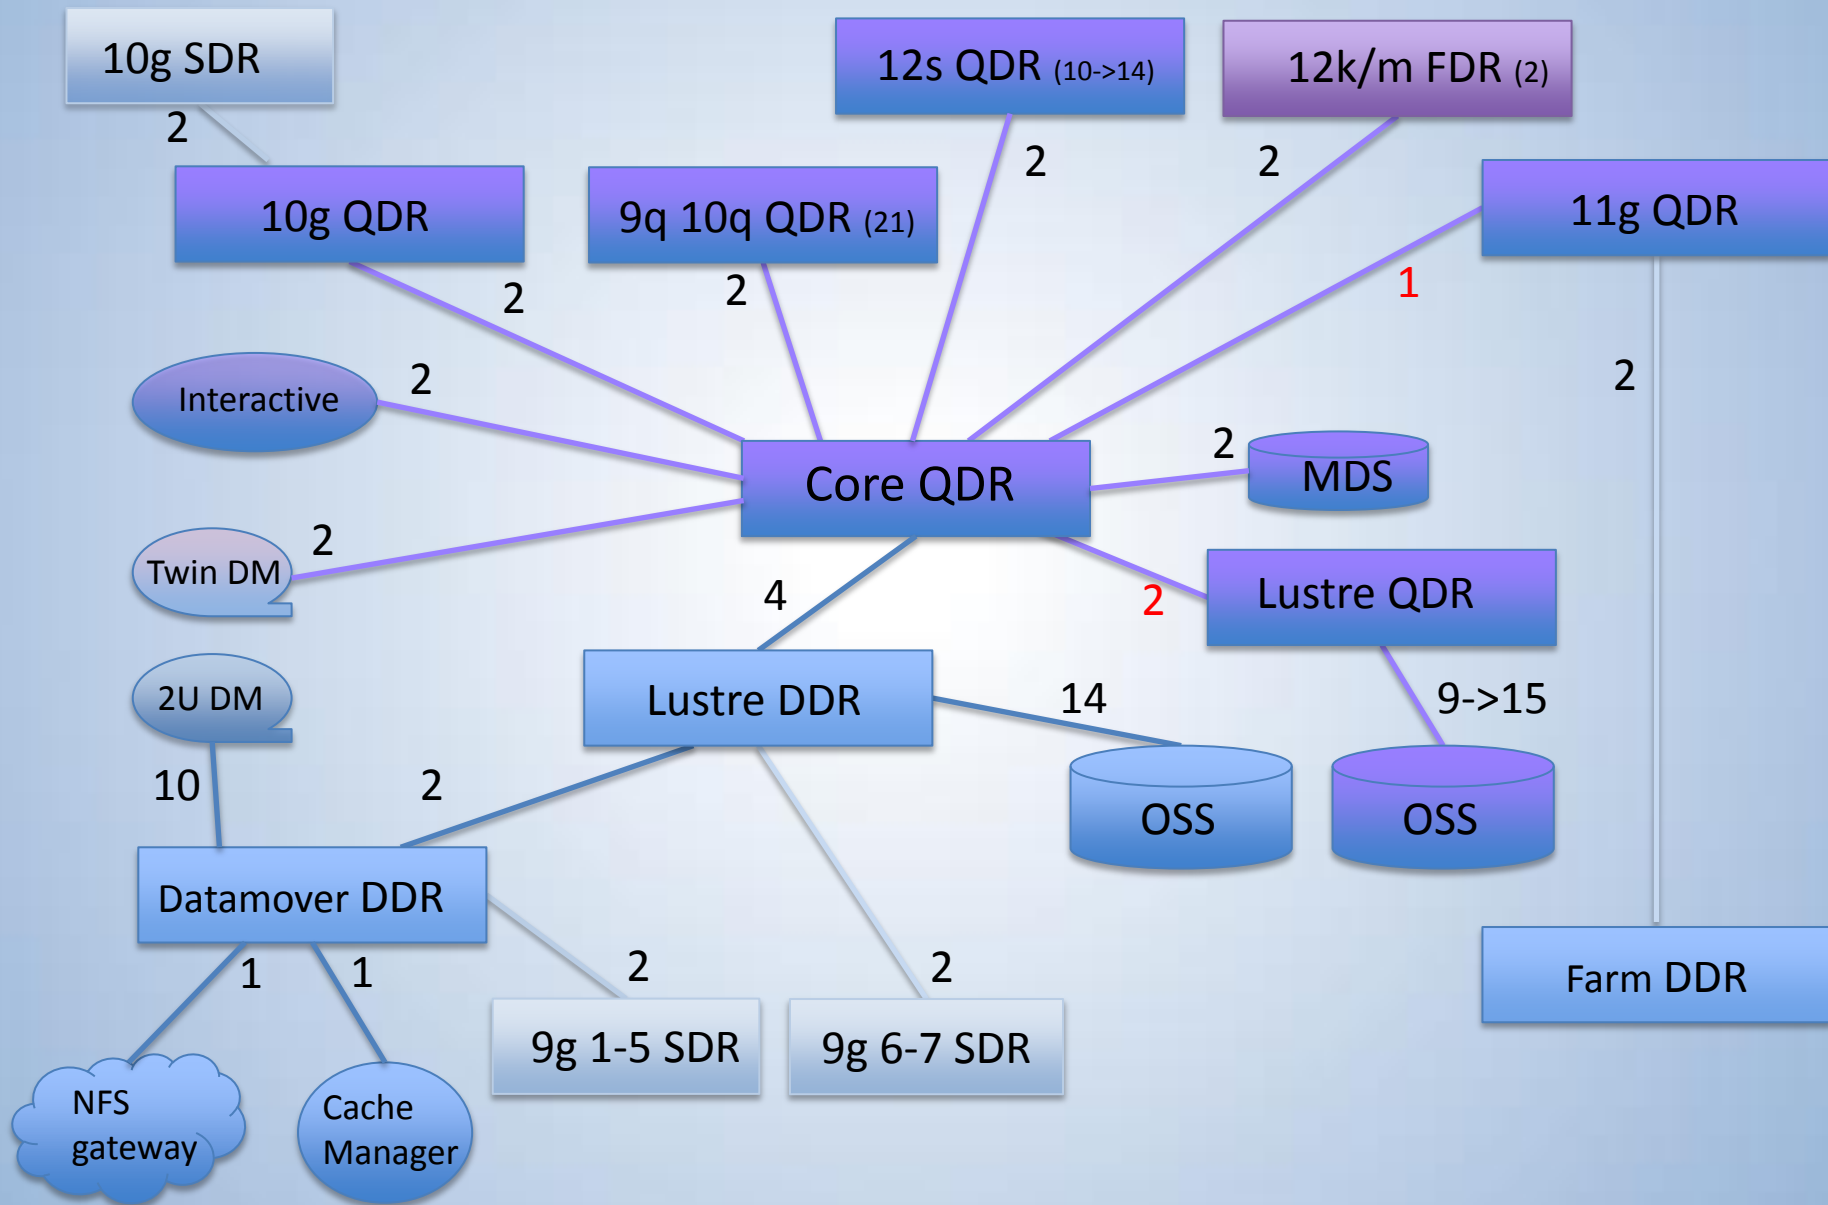 10g SDR
12s QDR (10->14)
12k/m FDR (2)
2
10g QDR
9q 10q QDR (21)
2
2
11g QDR
2
2
1
Interactive
2
2
2
Core QDR
MDS
Twin DM
2
4
2
Lustre QDR
2U DM
Lustre DDR
14
9->15
10
2
OSS
OSS
Datamover DDR
1
1
2
2
Farm DDR
9g 1-5 SDR
9g 6-7 SDR
NFS
gateway
Cache
Manager